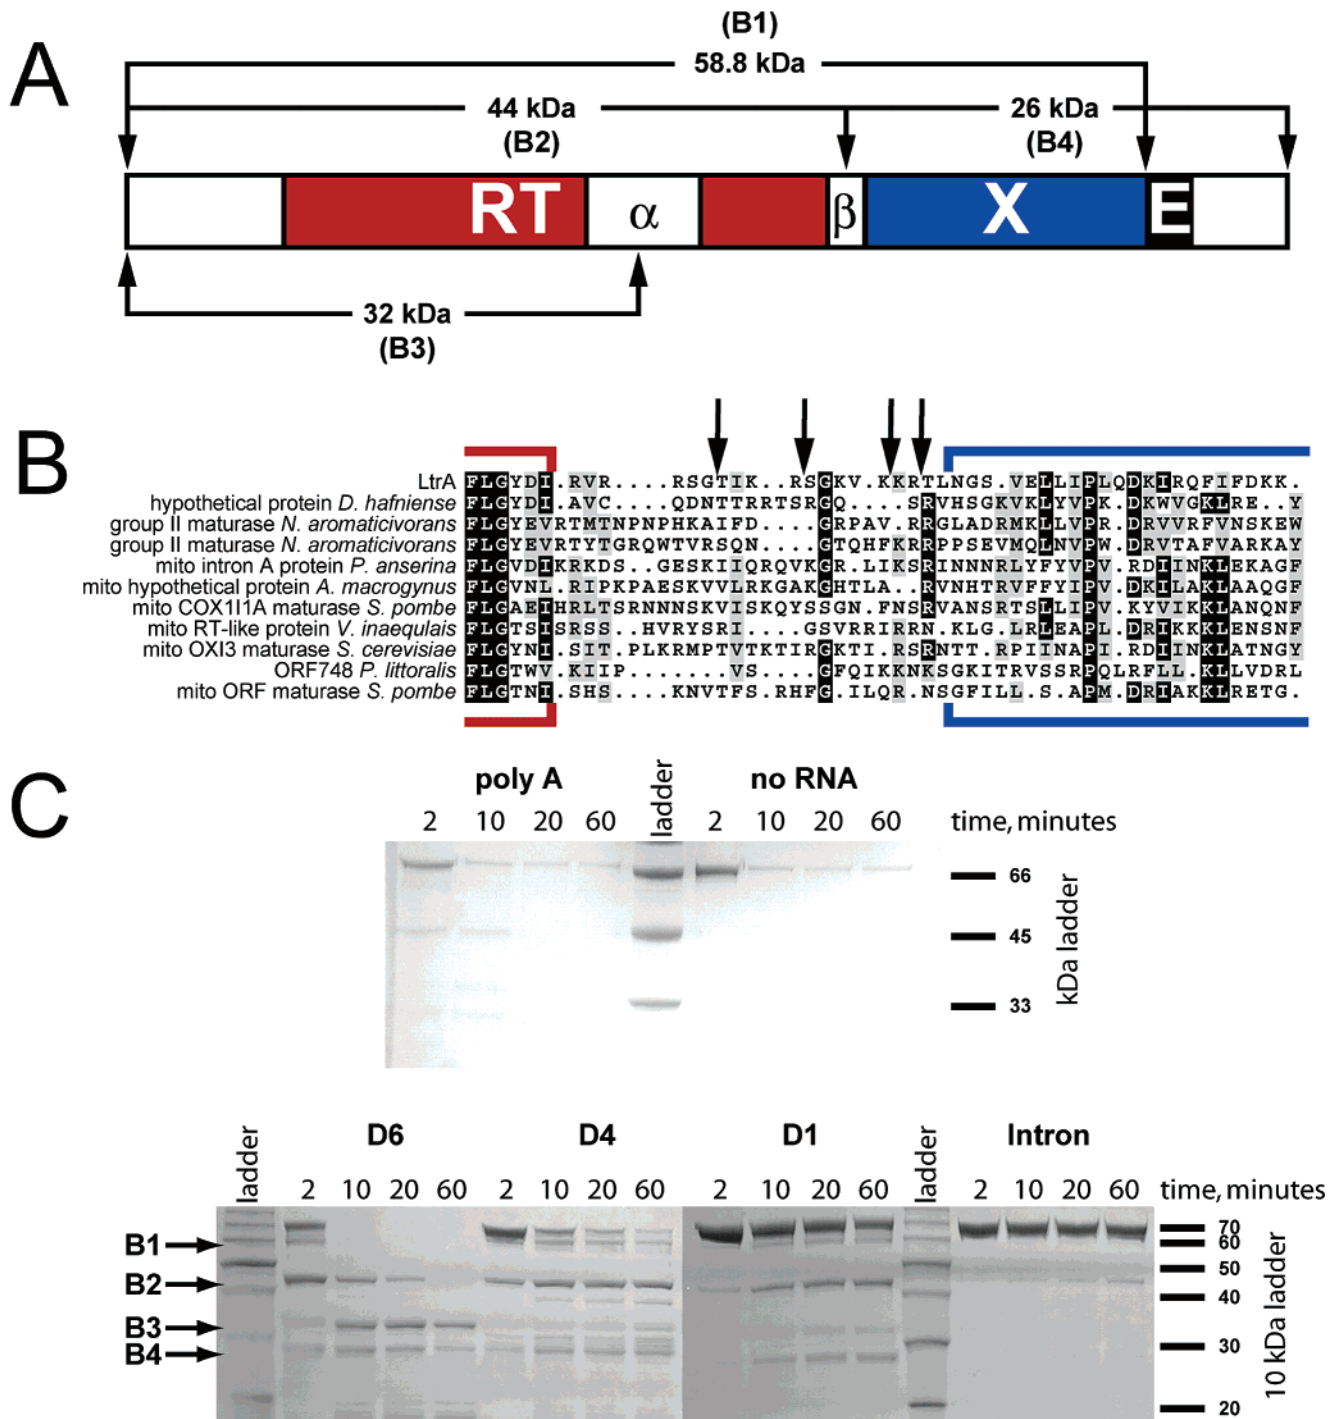 A
(B1)
58.8 kDa
44 kDa
(B2)
26 kDa
(B4)
RT
α
β
X
E
32 kDa
(B3)
B
LtrA FLGYDI.RVR....RSGTIK..RSGKV.KKRTLNGS.VELLIPLQDKIRQFIFDKK.
hypothetical protein D. hafniense FLGYDI.AVC....QDNTTRRTSRGQ....SRVHSGKVKLYVP.DKWVGKLRE..Y
group II maturase N. aromaticivorans FLGYEVRTMTNPNPHKAIFD....GRPAV.RRGLADRMKLLVPR.DRVVRFVNSKEW
group II maturase N. aromaticivorans FLGYEVRTYTGRQWTVRSQN....GTQHFKRRPPSEVMQLNVPW.DRVTAFVARKAY
mito intron A protein P. anserina FLGVDIKRKDS..GESKIIQRQVKGR.LIKSRINNNRLYFYVPV.RDIINKLEKAGF
mito hypothetical protein A. macrogynus FLGVNL.RIPKPAESKVVLRKGAKGHTLA..RVNHTRVFFYIPV.DKILAKLAAQGF
mito COX1I1A maturase S. pombe FLGAEIHRLTSRNNNSKVISKQYSSGN.FNSRVANSRTSLLIPV.KYVIKKLANQNF
mito RT-like protein V. inaequlais FLGTSISRSS..HVRYSRI....GSVRRIRRN.KLG.LRLEAPL.DRIKKKLENSNF
mito OXI3 maturase S. cerevisiae FLGYNI.SIT.PLKRMPTVTKTIRGKTI.RSRNTT.RPIINAPI.RDIINKLATNGY
ORF748 P. littoralis FLGTWV.KILP......VS....GFQIKRNKSGKITRVSSRPQLRFLL.KLLVDRL
mito ORF maturase S. pombe FLGTNI.SHS....KNVTFS.RHFG.ILQR.NSGFILL.S.APM.DRIAKKLRETG.
C
poly A
ladder
no RNA
2 10 20 60 2 10 20 60 time, minutes
66
45
33
kDa ladder
ladder
D6
D4
D1
ladder
Intron
2 10 20 60 2 10 20 60 2 10 20 60 2 10 20 60 time, minutes
B1
B2
B3
B4
70
60
50
40
30
20
10 kDa ladder